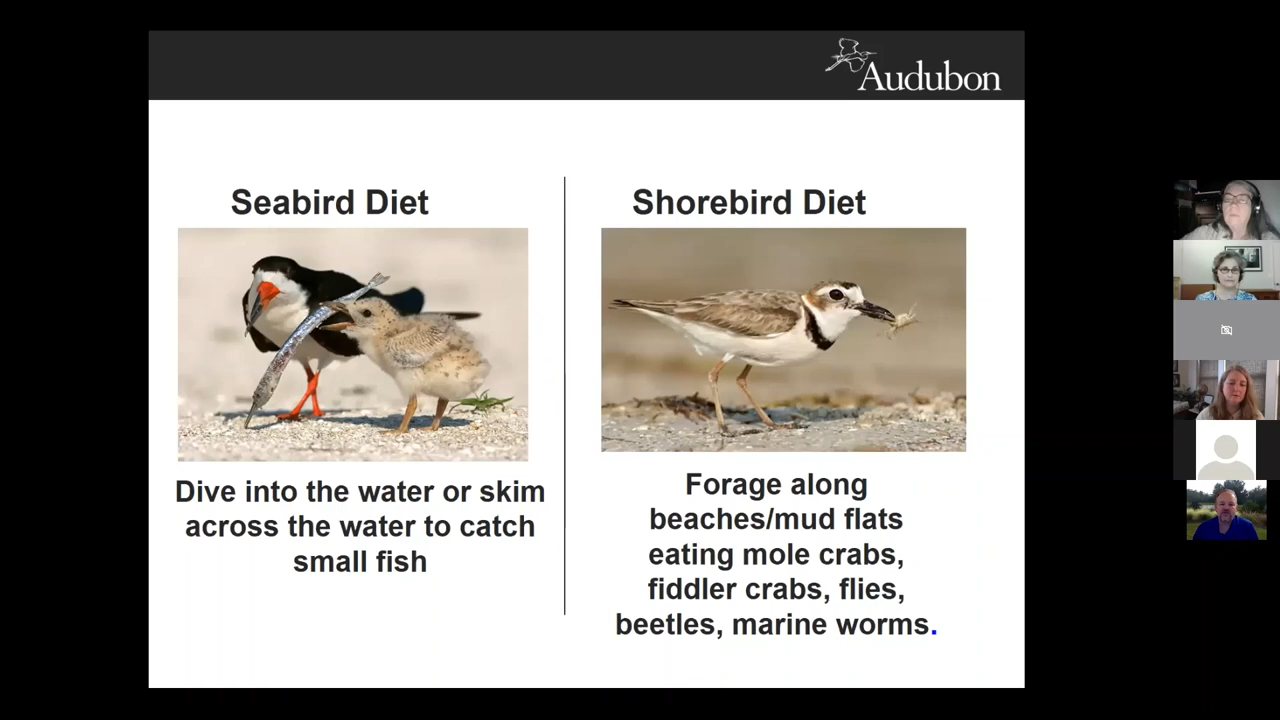 Audubon
Seabird Diet
Dive into the water or skim
across the water to catch
small fish
Shorebird Diet
Forage along
beaches/mud flats
eating mole crabs,
fiddler crabs, flies,
beetles, marine worms.